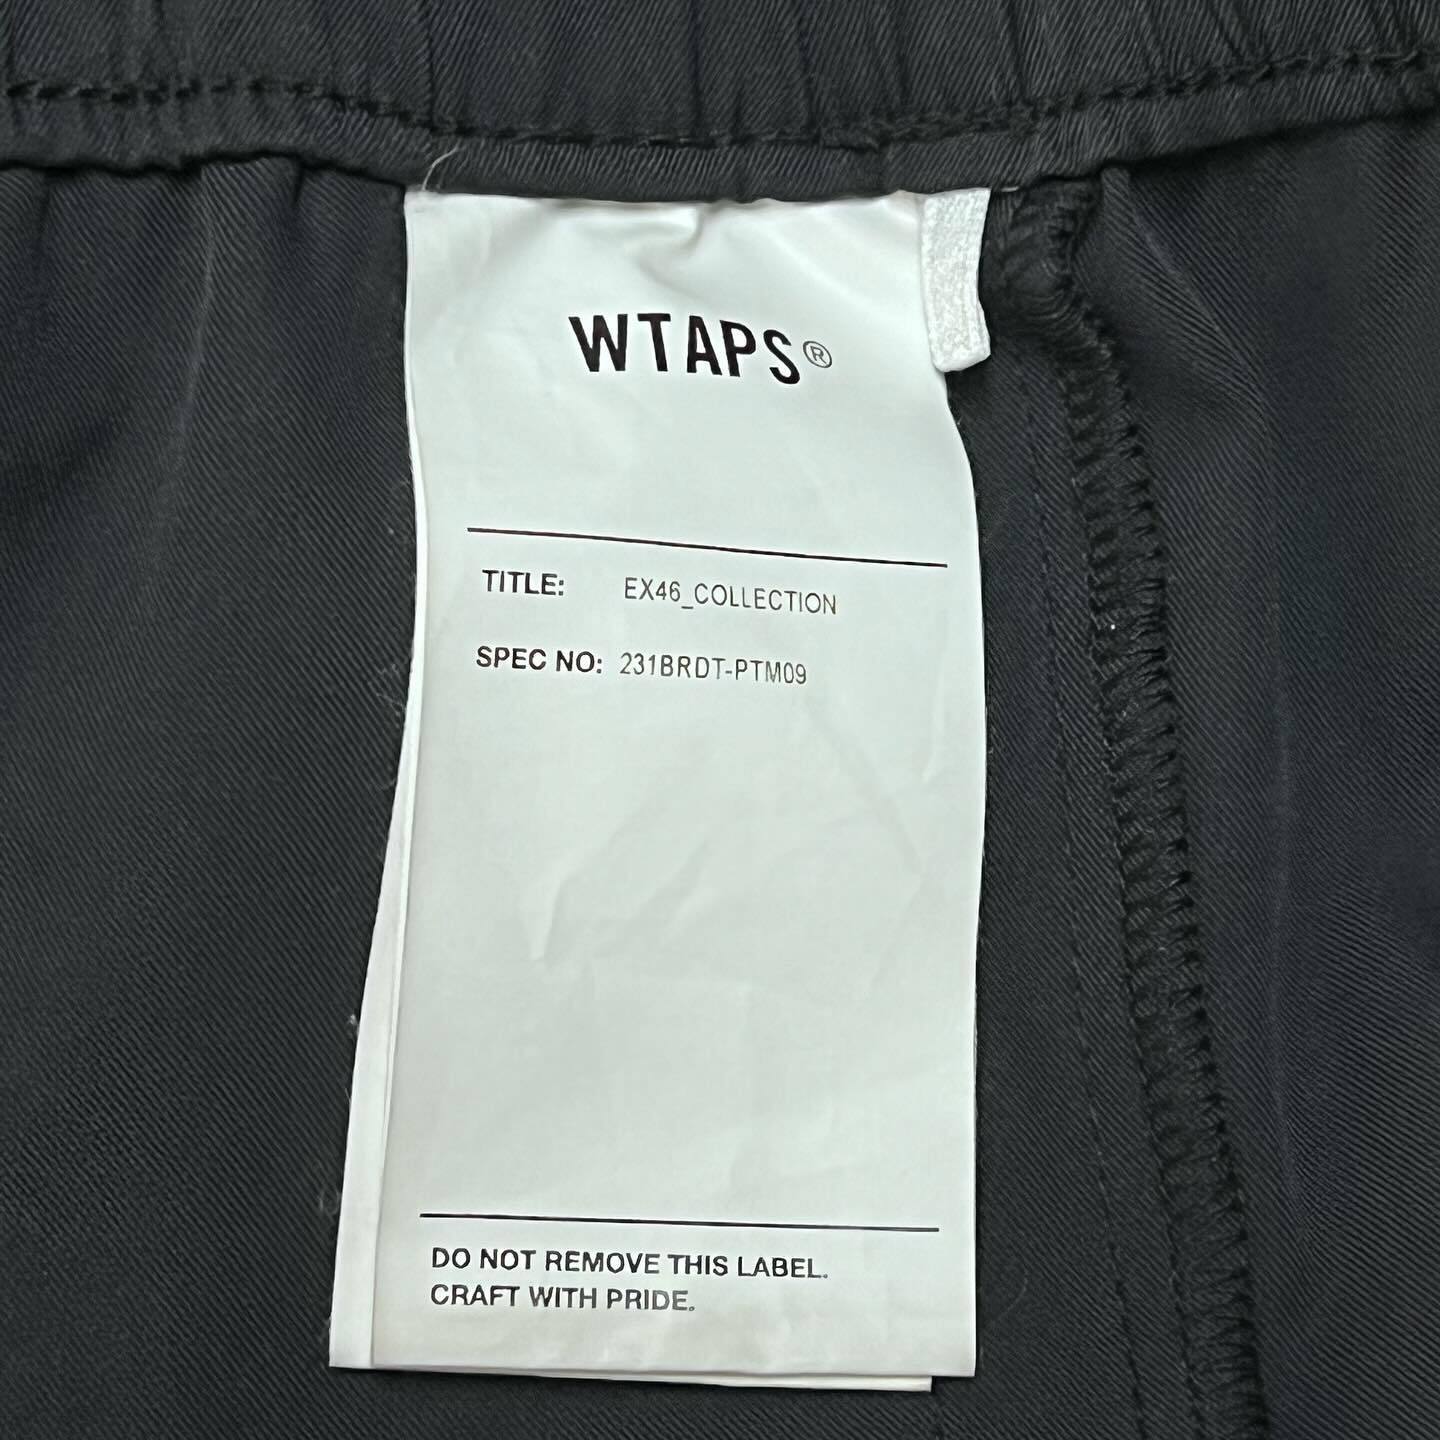 WTAPS®
TITLE: EX46_COLLECTION
SPEC NO: 231BRDT-PTM09
DO NOT REMOVE THIS LABEL.
CRAFT WITH PRIDE.